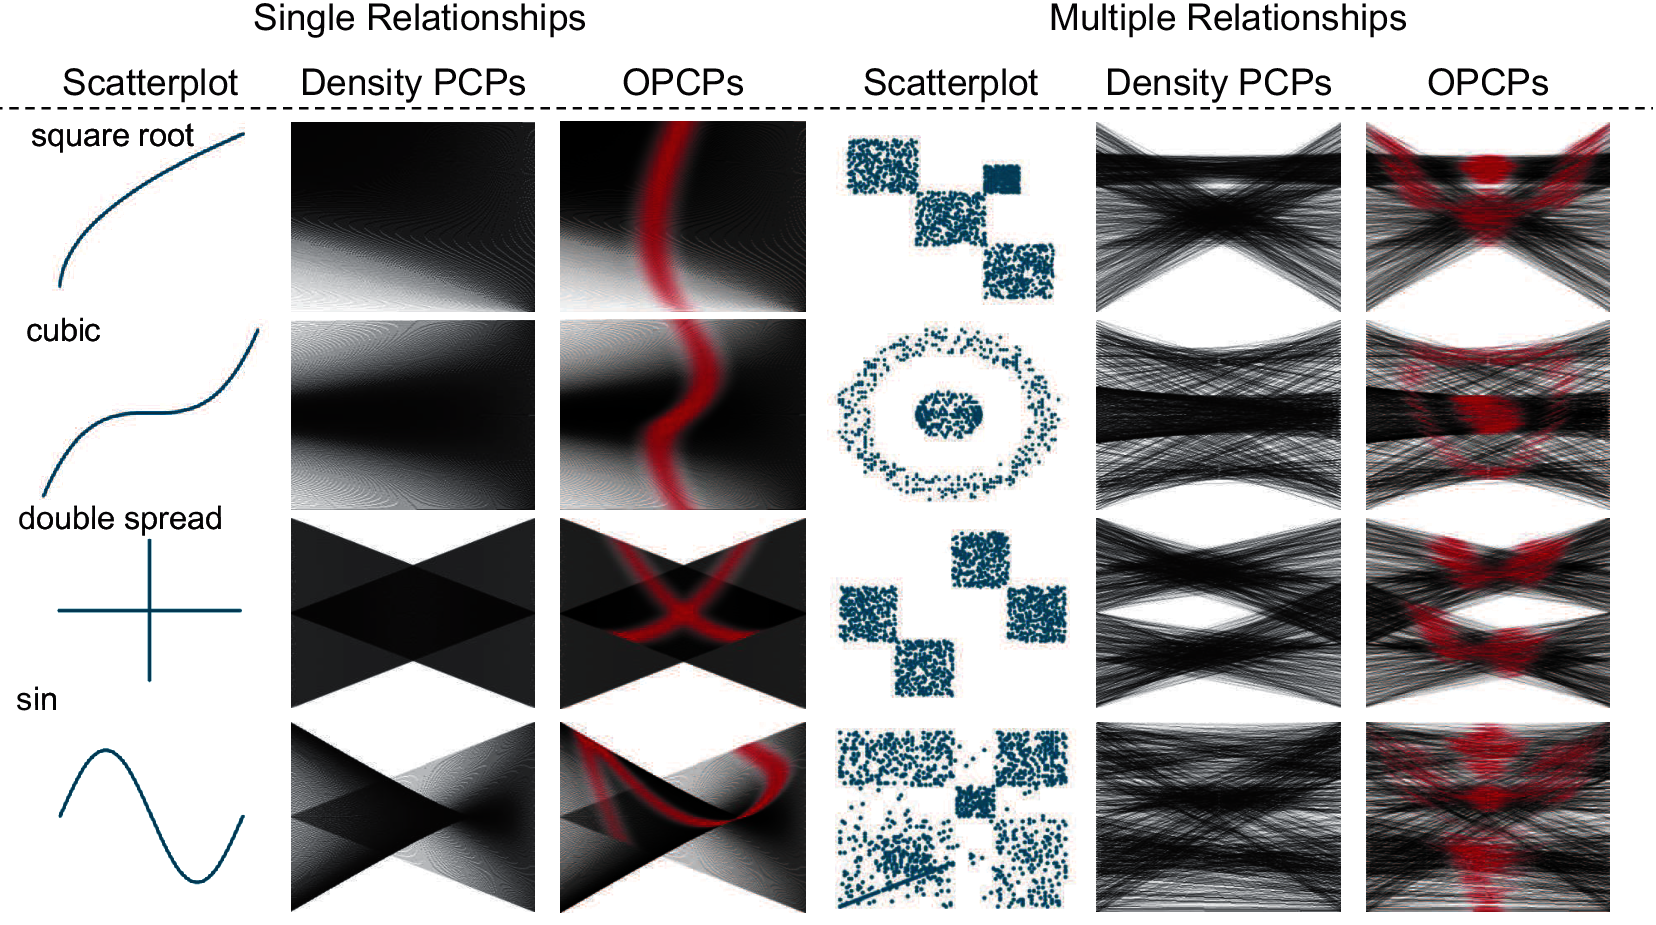 Single Relationships
Multiple Relationships
Scatterplot
Density PCPs
OPCPs
Scatterplot
Density PCPs
OPCPs
square root
cubic
double spread
sin